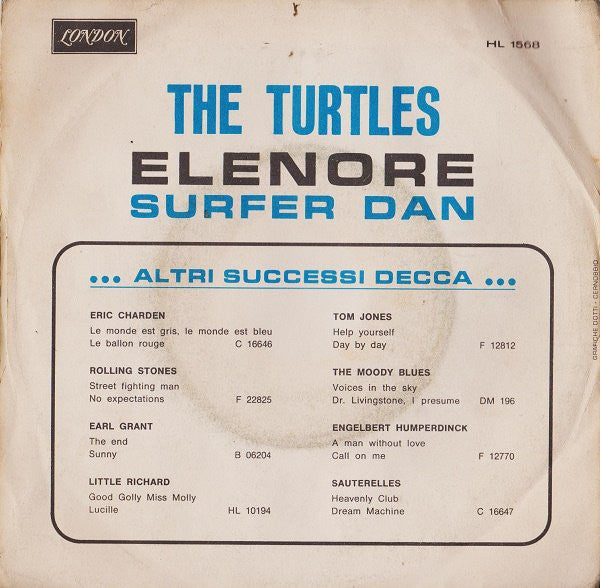 LONDON
HL 1568
THE TURTLES
ELENORE
SURFER DAN
... ALTRI SUCCESSI DECCA ...
ERIC CHARDEN
Le monde est gris, le monde est bleu
Le ballon rouge C 16646
ROLLING STONES
Street fighting man
No expectations F 22825
EARL GRANT
The end
Sunny B 06204
LITTLE RICHARD
Good Golly Miss Molly
Lucille HL 10194
TOM JONES
Help yourself
Day by day F 12812
THE MOODY BLUES
Voices in the sky
Dr. Livingstone, I presume DM 196
ENGELBERT HUMPERDINCK
A man without love
Call on me F 12770
SAUTERELLES
Heavenly Club
Dream Machine C 16647
GRAFICHE DOTTI - CERNOBBIO